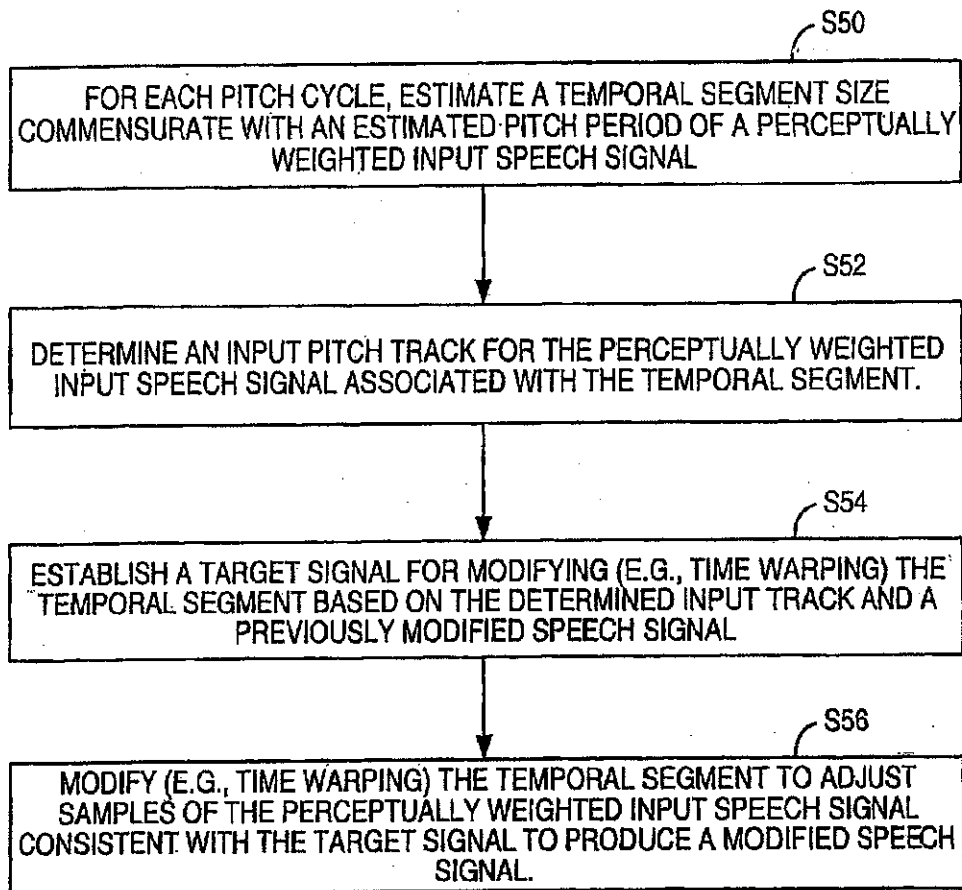 S50
FOR EACH PITCH CYCLE, ESTIMATE A TEMPORAL SEGMENT SIZE
COMMENSURATE WITH AN ESTIMATED PITCH PERIOD OF A PERCEPTUALLY
WEIGHTED INPUT SPEECH SIGNAL
S52
DETERMINE AN INPUT PITCH TRACK FOR THE PERCEPTUALLY WEIGHTED
INPUT SPEECH SIGNAL ASSOCIATED WITH THE TEMPORAL SEGMENT.
S54
ESTABLISH A TARGET SIGNAL FOR MODIFYING (E.G., TIME WARPING) THE
TEMPORAL SEGMENT BASED ON THE DETERMINED INPUT TRACK AND A
PREVIOUSLY MODIFIED SPEECH SIGNAL
S56
MODIFY (E.G., TIME WARPING) THE TEMPORAL SEGMENT TO ADJUST
SAMPLES OF THE PERCEPTUALLY WEIGHTED INPUT SPEECH SIGNAL
CONSISTENT WITH THE TARGET SIGNAL TO PRODUCE A MODIFIED SPEECH
SIGNAL.